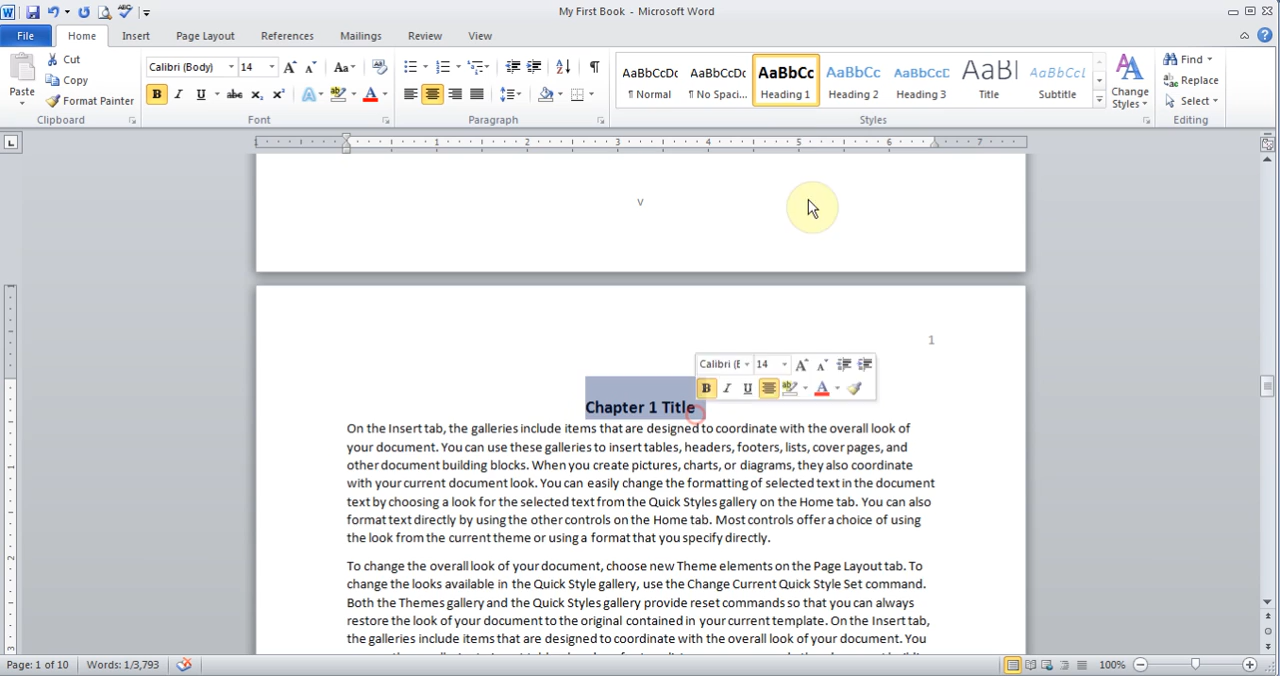 My First Book - Microsoft Word
File Home Insert Page Layout References Mailings Review View
Paste
Cut
Copy
Format Painter
Clipboard
Calibri (Body) 14
Font
Paragraph
AaBbCcDc AaBbCcDc AaBbCc AaBbCc AaBbCcD AaBl AaBbCcL
¶ Normal ¶ No Spaci... Heading 1 Heading 2 Heading 3 Title Subtitle
Change
Styles
Styles
Find
Replace
Select
Editing
1 1 2 3 4 5 6 7
v
1
Calibri (E 14
Chapter 1 Title
On the Insert tab, the galleries include items that are designed to coordinate with the overall look of
your document. You can use these galleries to insert tables, headers, footers, lists, cover pages, and
other document building blocks. When you create pictures, charts, or diagrams, they also coordinate
with your current document look. You can easily change the formatting of selected text in the document
text by choosing a look for the selected text from the Quick Styles gallery on the Home tab. You can also
format text directly by using the other controls on the Home tab. Most controls offer a choice of using
the look from the current theme or using a format that you specify directly.
To change the overall look of your document, choose new Theme elements on the Page Layout tab. To
change the looks available in the Quick Style gallery, use the Change Current Quick Style Set command.
Both the Themes gallery and the Quick Styles gallery provide reset commands so that you can always
restore the look of your document to the original contained in your current template. On the Insert tab,
the galleries include items that are designed to coordinate with the overall look of your document. You
Page: 1 of 10 Words: 1/3,793 100%